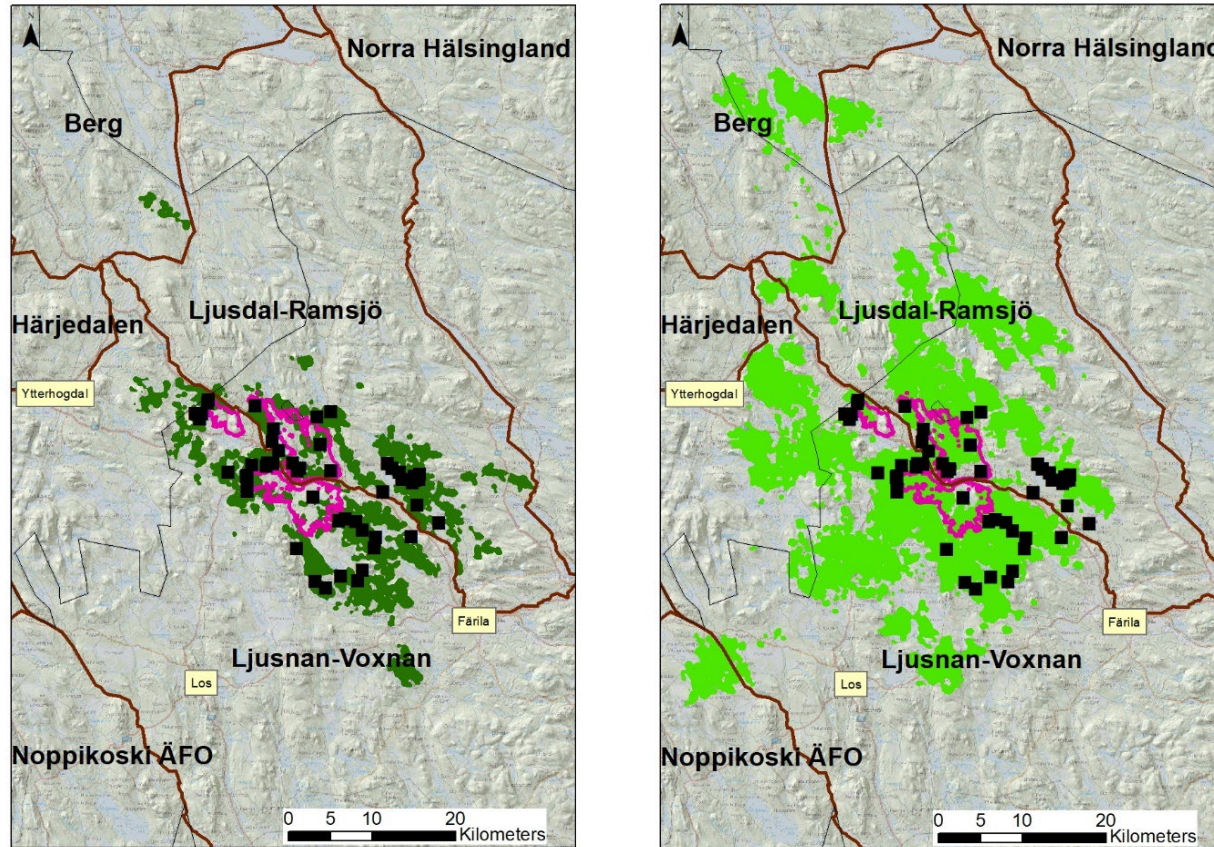 N
Norra Hälsingland
Berg
Ljusdal-Ramsjö
Härjedalen
Ytterhogdal
Färila
Ljusnan-Voxnan
Los
Noppikoski ÄFO
0 5 10 20
Kilometers
N
Norra Hälsingland
Berg
Ljusdal-Ramsjö
Härjedalen
Ytterhogdal
Färila
Ljusnan-Voxnan
Los
Noppikoski ÄFO
0 5 10 20
Kilometers